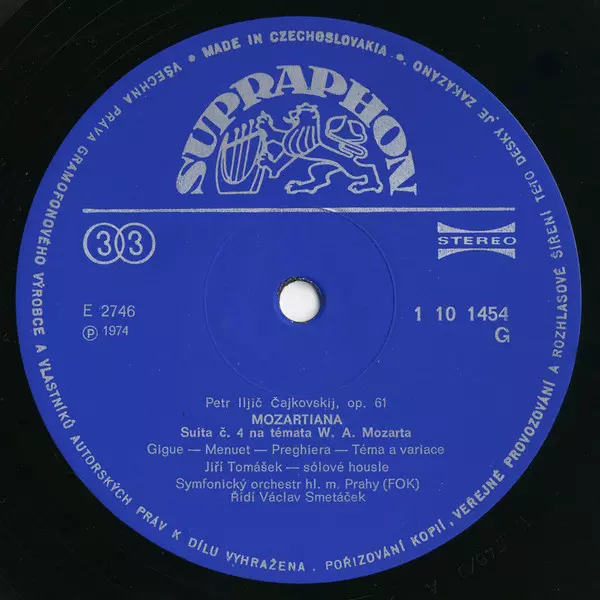 VŠECHNA PRÁVA GRAMOFONOVÉHO VÝROBCE A VLASTNÍKŮ AUTORSKÝCH PRÁV K DÍLU VYHRAŽENA. POŘIZOVÁNÍ KOPIÍ, VEŘEJNÉ PROVOZOVÁNÍ A ROZHLASOVÉ ŠÍŘENÍ TÉTO DESKY JE ZAKÁZÁNO.
• MADE IN CZECHOSLOVAKIA •
SUPRAPHON
33
STEREO
E 2746
1 10 1454
Ⓟ 1974
G
Petr Iljič Čajkovskij, op. 61
MOZARTIANA
Suita č. 4 na témata W. A. Mozarta
Gigue — Menuet — Preghiera — Téma a variace
Jiří Tomášek — sólové housle
Symfonický orchestr hl. m. Prahy (FOK)
Řídí Václav Smetáček